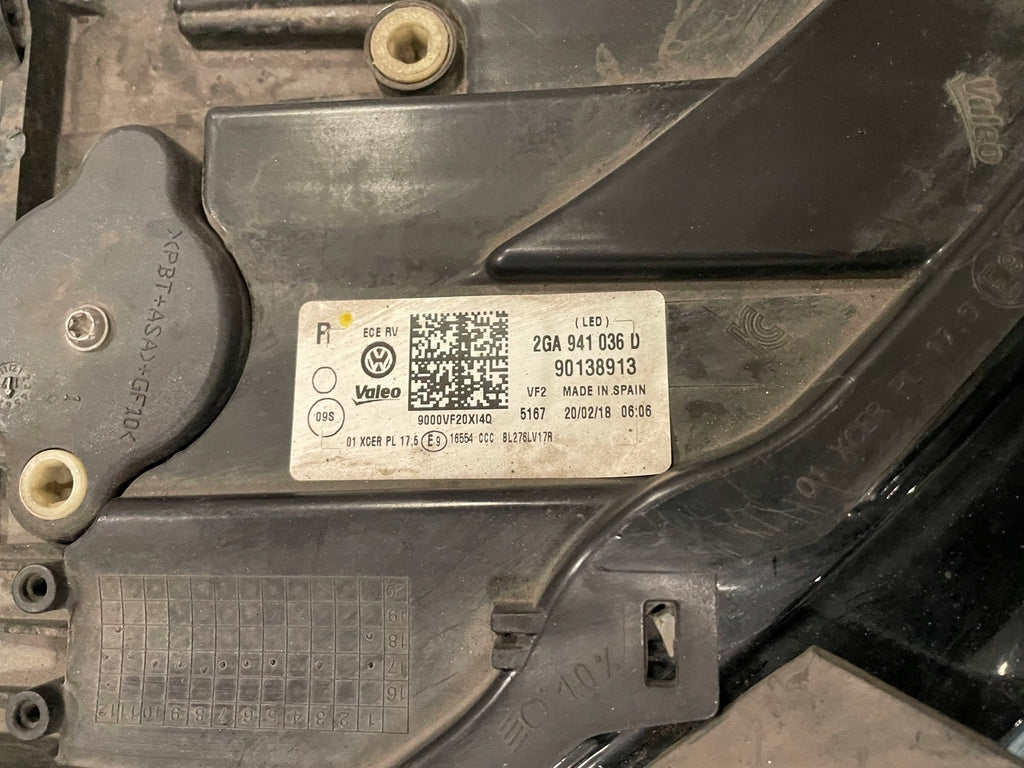 Valeo
>(PBT+ASA)+GF10<
R
ECE RV
(LED)
2GA 941 036 D
90138913
Valeo
VF2 MADE IN SPAIN
9000VF20XI4Q
5167 20/02/18 06:06
09S
01 XCER PL 17,5 E9 16554 CCC BL276LV17R
20
19
18
17
16
12 11 10 9 8 7 6 5 4 3 2 1
1.0%